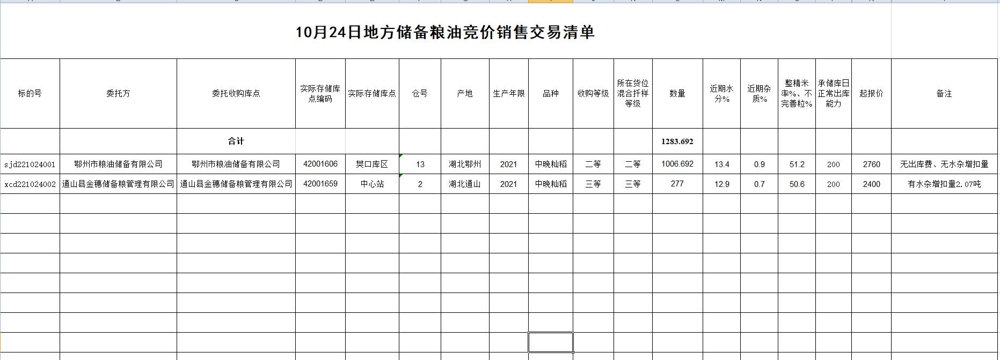 10月24日地方储备粮油竞价销售交易清单
标的号 委托方 委托收购库点 实际存储库点编码 实际存储库点 仓号 产地 生产年限 品种 收购等级 所在货位混合扦样等级 数量 近期水分% 近期杂质% 整精米率%、不完善粒% 承储库日正常出库能力 起报价 备注
合计 1283.692
sjd221024001 鄂州市粮油储备有限公司 鄂州市粮油储备有限公司 42001606 樊口库区 13 湖北鄂州 2021 中晚籼稻 二等 二等 1006.692 13.4 0.9 51.2 200 2760 无出库费、无水杂增扣量
xcd221024002 通山县金穗储备粮管理有限公司 通山县金穗储备粮管理有限公司 42001659 中心站 2 湖北通山 2021 中晚籼稻 三等 三等 277 12.9 0.7 50.6 200 2400 有水杂增扣量2.07吨